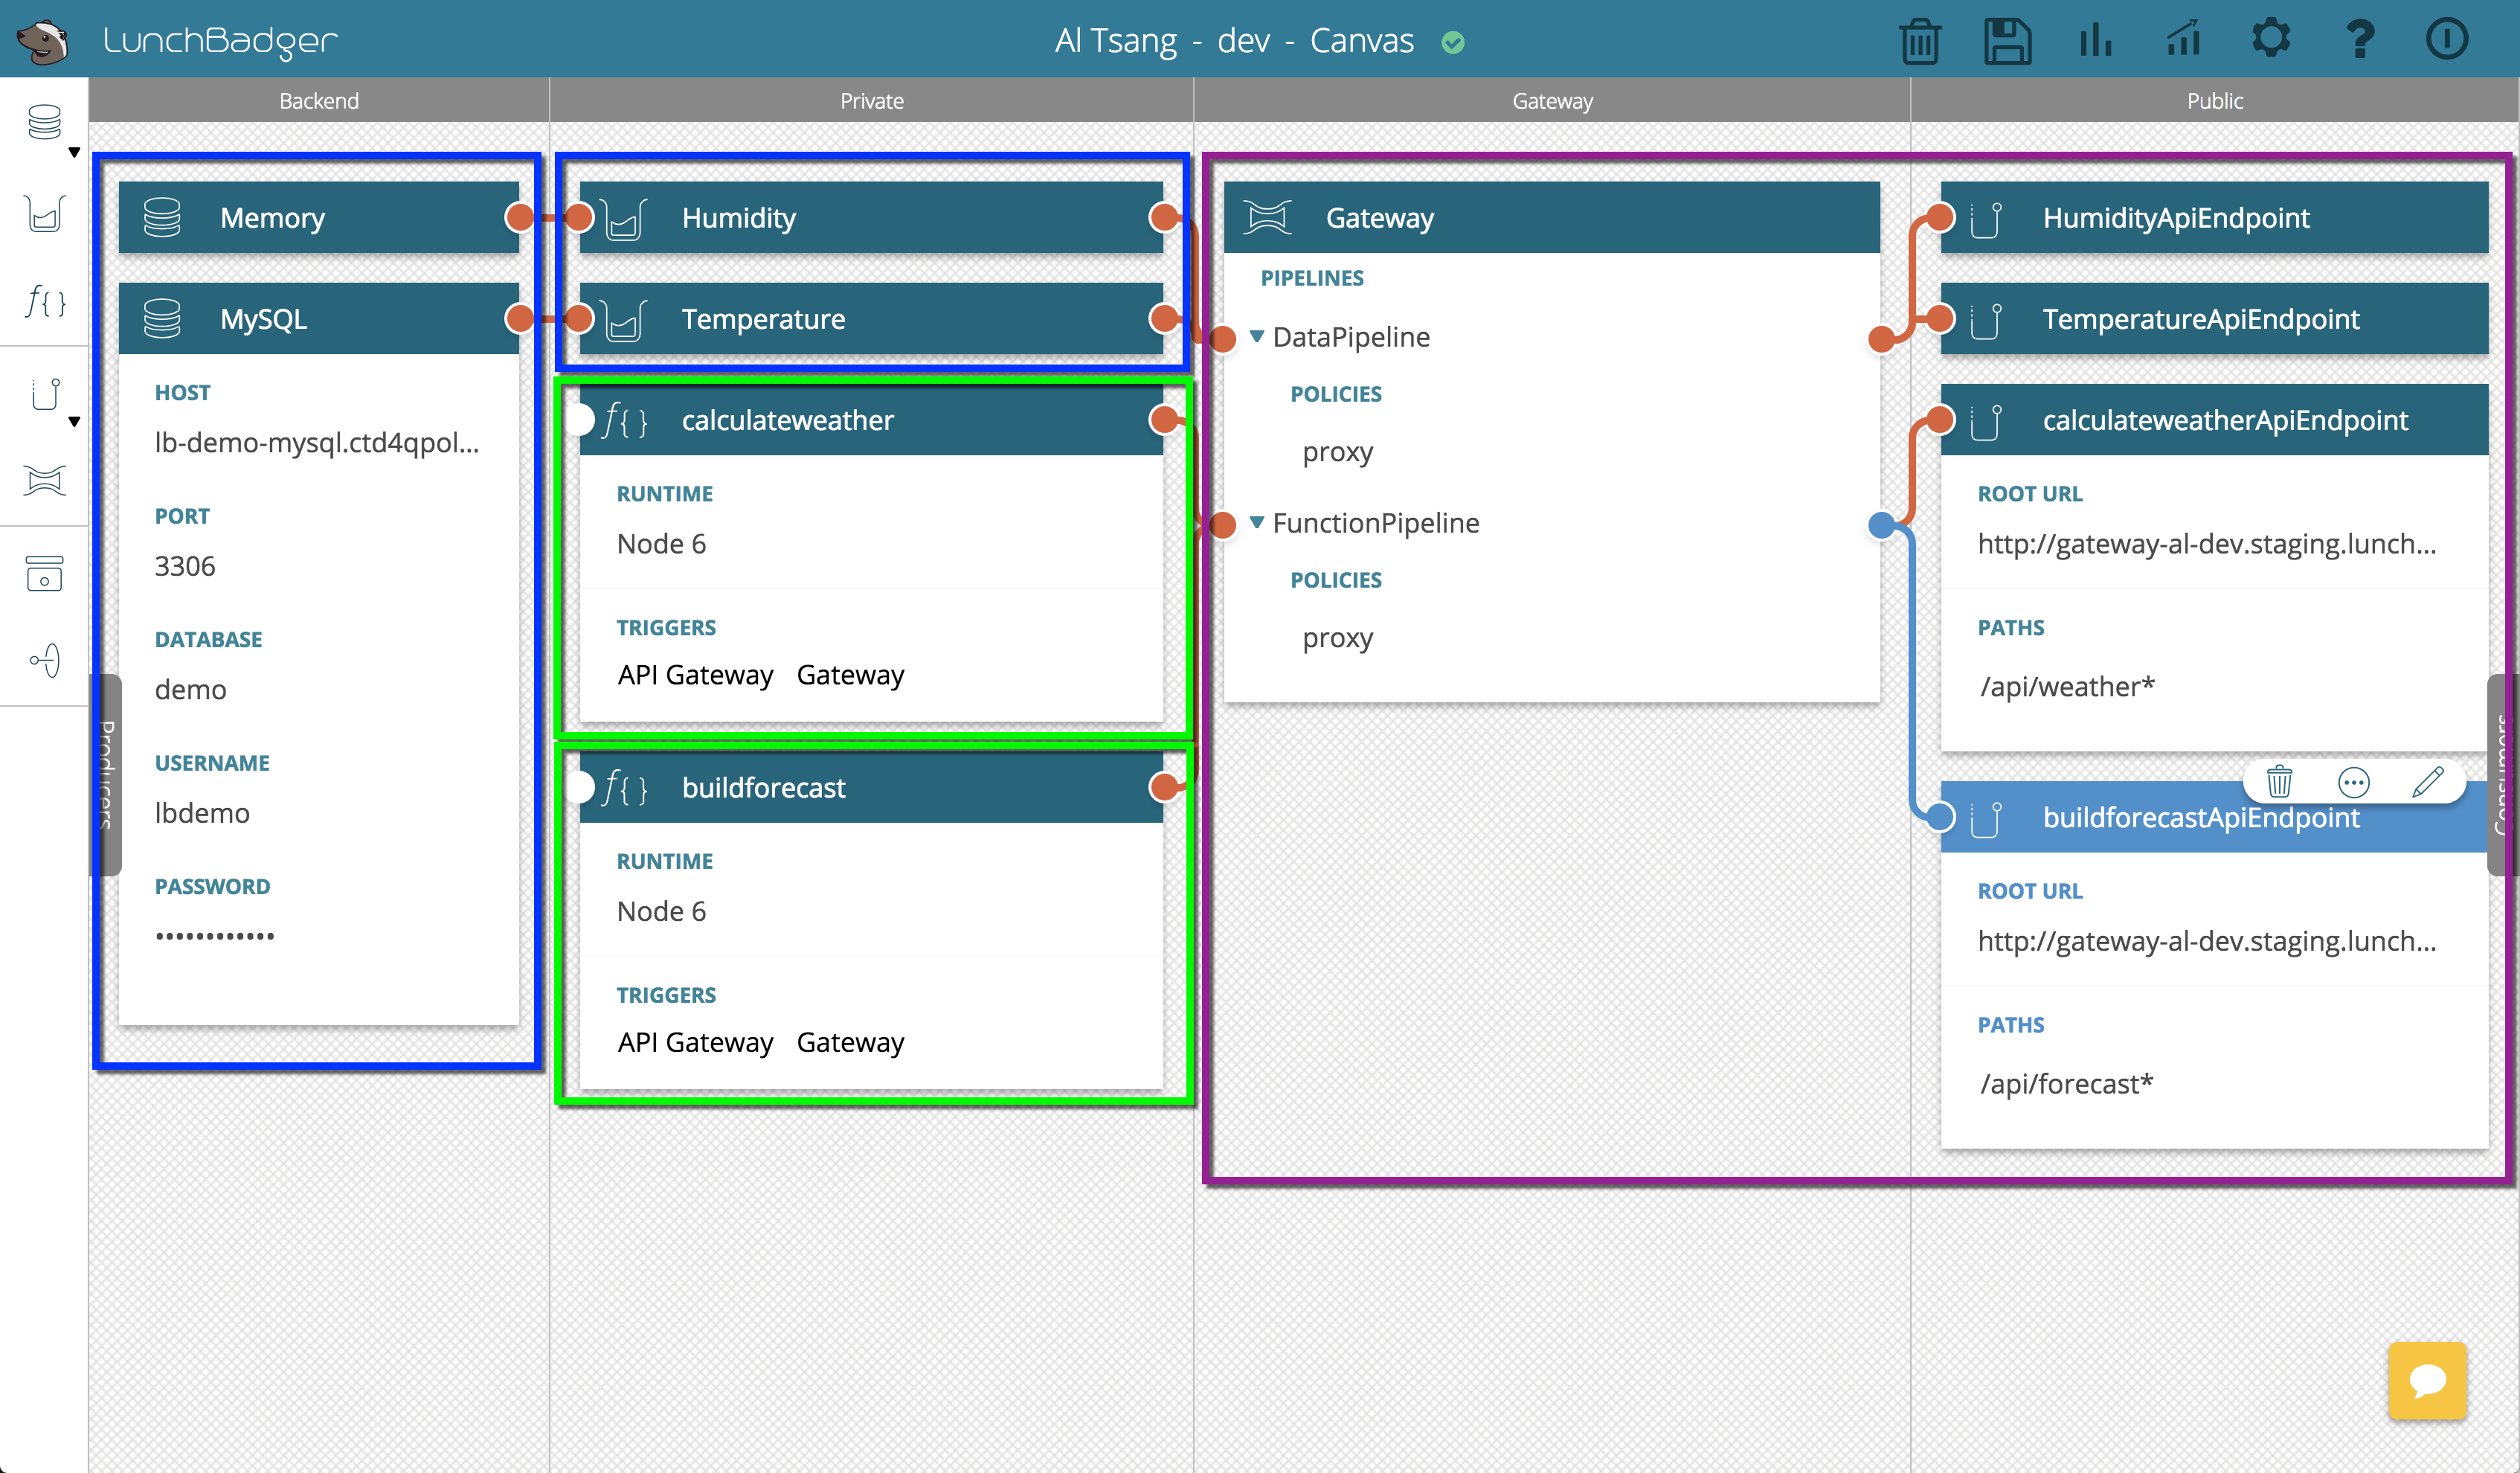 LunchBadger
Al Tsang - dev - Canvas
Backend
Private
Gateway
Public
Memory
MySQL
HOST
lb-demo-mysql.ctd4qpol...
PORT
3306
DATABASE
demo
USERNAME
lbdemo
PASSWORD
••••••••••••
Producers
Humidity
Temperature
f{ } calculateweather
RUNTIME
Node 6
TRIGGERS
API Gateway Gateway
f{ } buildforecast
RUNTIME
Node 6
TRIGGERS
API Gateway Gateway
Gateway
PIPELINES
DataPipeline
POLICIES
proxy
FunctionPipeline
POLICIES
proxy
HumidityApiEndpoint
TemperatureApiEndpoint
calculateweatherApiEndpoint
ROOT URL
http://gateway-al-dev.staging.lunch...
PATHS
/api/weather*
buildforecastApiEndpoint
ROOT URL
http://gateway-al-dev.staging.lunch...
PATHS
/api/forecast*
Consumers
f{ }